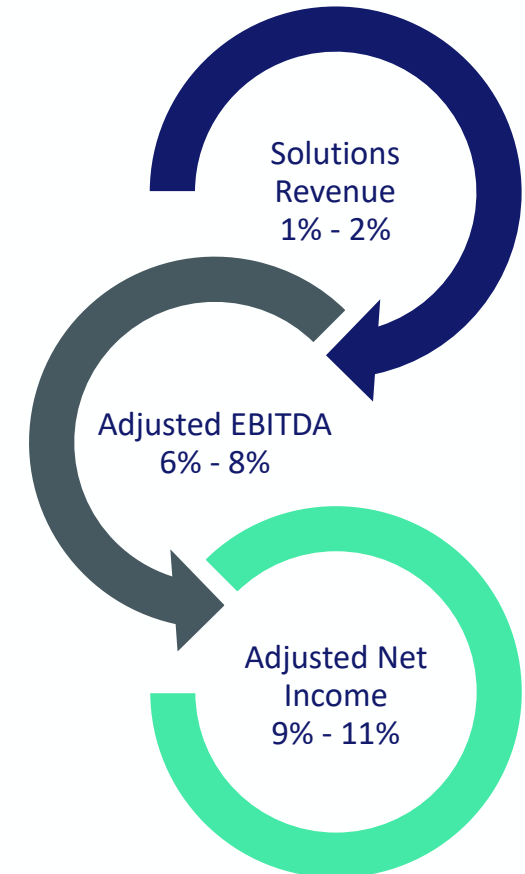 Solutions
Revenue
1% - 2%
Adjusted EBITDA
6% - 8%
Adjusted Net
Income
9% - 11%